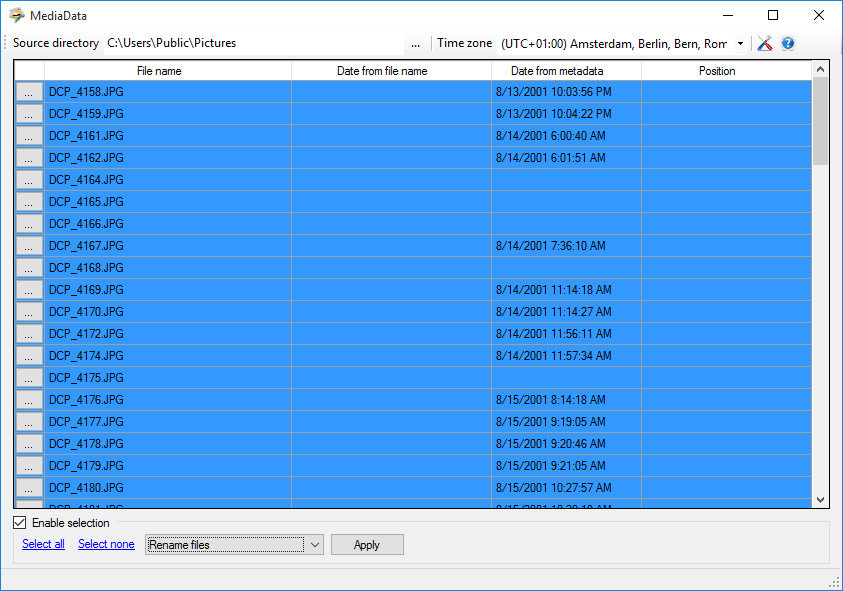 MediaData
Source directory C:\Users\Public\Pictures ... Time zone (UTC+01:00) Amsterdam, Berlin, Bern, Rom
File name Date from file name Date from metadata Position
... DCP_4158.JPG 8/13/2001 10:03:56 PM
... DCP_4159.JPG 8/13/2001 10:04:22 PM
... DCP_4161.JPG 8/14/2001 6:00:40 AM
... DCP_4162.JPG 8/14/2001 6:01:51 AM
... DCP_4164.JPG
... DCP_4165.JPG
... DCP_4166.JPG
... DCP_4167.JPG 8/14/2001 7:36:10 AM
... DCP_4168.JPG
... DCP_4169.JPG 8/14/2001 11:14:18 AM
... DCP_4170.JPG 8/14/2001 11:14:27 AM
... DCP_4172.JPG 8/14/2001 11:56:11 AM
... DCP_4174.JPG 8/14/2001 11:57:34 AM
... DCP_4175.JPG
... DCP_4176.JPG 8/15/2001 8:14:18 AM
... DCP_4177.JPG 8/15/2001 9:19:05 AM
... DCP_4178.JPG 8/15/2001 9:20:46 AM
... DCP_4179.JPG 8/15/2001 9:21:05 AM
... DCP_4180.JPG 8/15/2001 10:27:57 AM
Enable selection
Select all Select none Rename files Apply